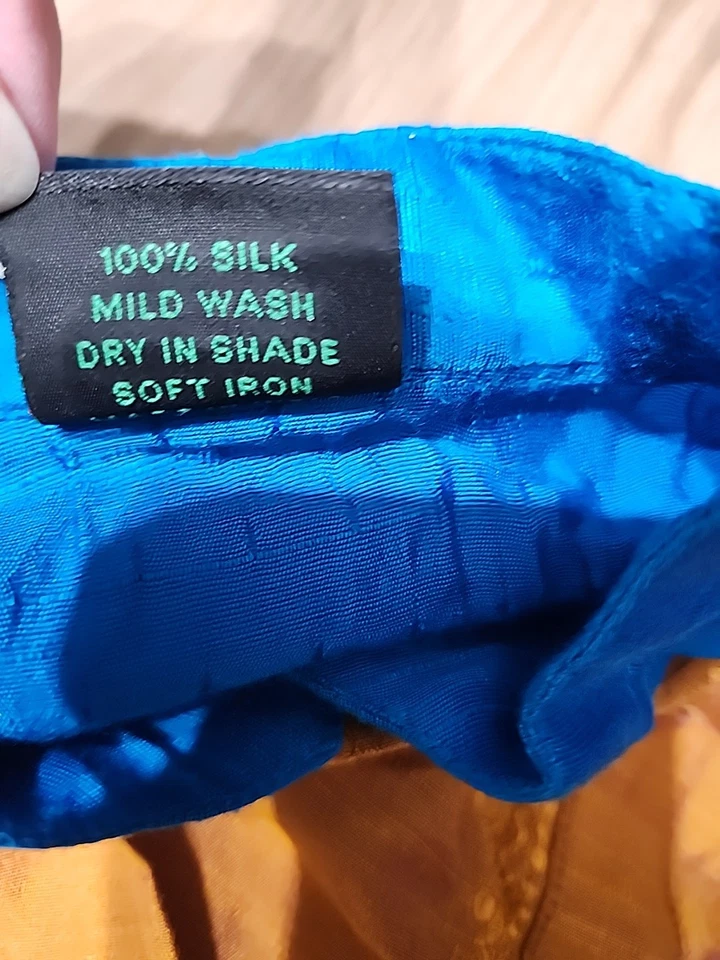 100% SILK
MILD WASH
DRY IN SHADE
SOFT IRON